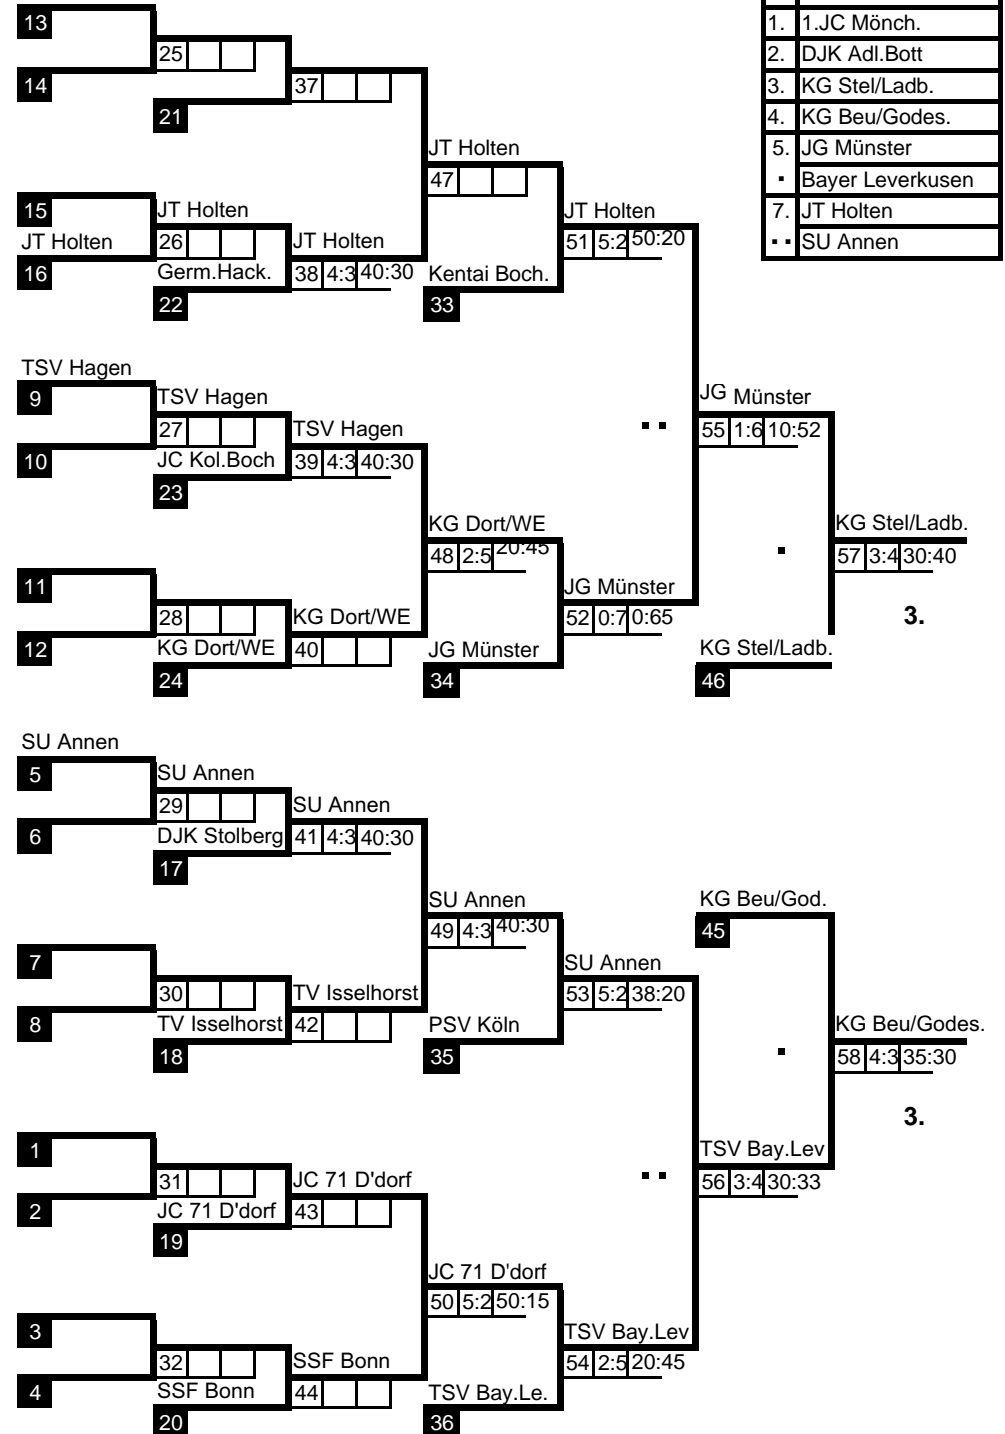 13
1. 1.JC Mönch.
25
2. DJK Adl.Bott
14
37
3. KG Stel/Ladb.
21
4. KG Beu/Godes.
JT Holten
5. JG Münster
47
. Bayer Leverkusen
15
JT Holten
JT Holten
7. JT Holten
JT Holten
26
JT Holten
51 5:2 50:20
.. SU Annen
16
Germ.Hack.
38 4:3 40:30
Kentai Boch.
22
33
TSV Hagen
9
TSV Hagen
JG Münster
27
TSV Hagen
..
55 1:6 10:52
10
JC Kol.Boch
39 4:3 40:30
23
KG Dort/WE
KG Stel/Ladb.
48 2:5 20:45
.
57 3:4 30:40
11
JG Münster
28
KG Dort/WE
52 0:7 0:65
3.
12
KG Dort/WE
40
JG Münster
KG Stel/Ladb.
24
34
46
SU Annen
5
SU Annen
29
SU Annen
6
DJK Stolberg
41 4:3 40:30
17
SU Annen
KG Beu/God.
49 4:3 40:30
45
7
SU Annen
30
TV Isselhorst
53 5:2 38:20
8
TV Isselhorst
42
PSV Köln
KG Beu/Godes.
18
35
.
58 4:3 35:30
3.
1
TSV Bay.Lev
31
JC 71 D'dorf
..
56 3:4 30:33
2
JC 71 D'dorf
43
19
JC 71 D'dorf
50 5:2 50:15
3
TSV Bay.Lev
32
SSF Bonn
54 2:5 20:45
4
SSF Bonn
44
TSV Bay.Le.
20
36